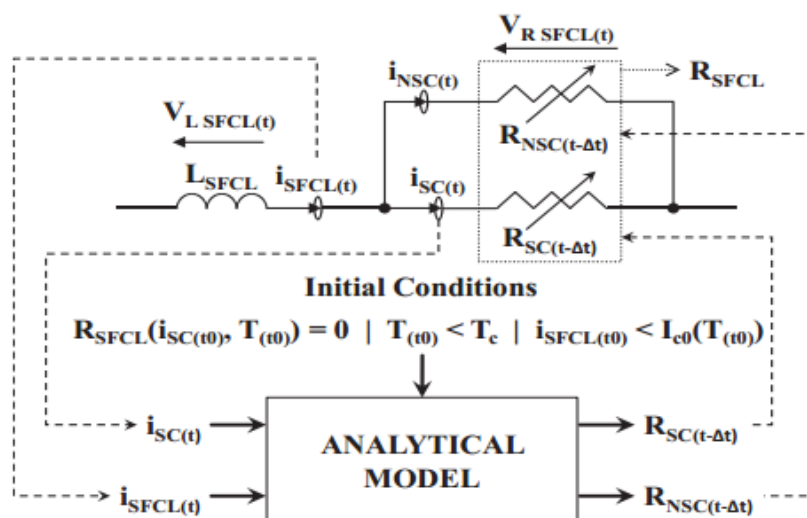 V_R SFCL(t)
i_NSC(t)
R_SFCL
V_L SFCL(t)
R_NSC(t-Δt)
L_SFCL
i_SFCL(t)
i_SC(t)
R_SC(t-Δt)
Initial Conditions
R_SFCL(i_SC(t0), T_(t0)) = 0 | T_(t0) < T_c | i_SFCL(t0) < I_c0(T_(t0))
i_SC(t)
ANALYTICAL
MODEL
R_SC(t-Δt)
i_SFCL(t)
R_NSC(t-Δt)